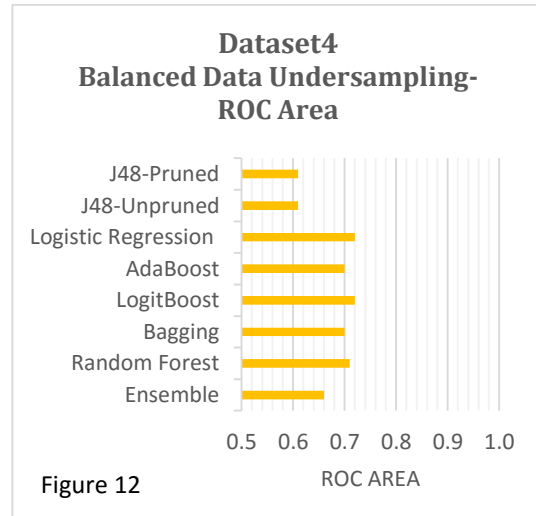 Dataset4
Balanced Data Undersampling-
ROC Area
J48-Pruned
J48-Unpruned
Logistic Regression
AdaBoost
LogitBoost
Bagging
Random Forest
Ensemble
0.5 0.6 0.7 0.8 0.9 1.0
ROC AREA
Figure 12